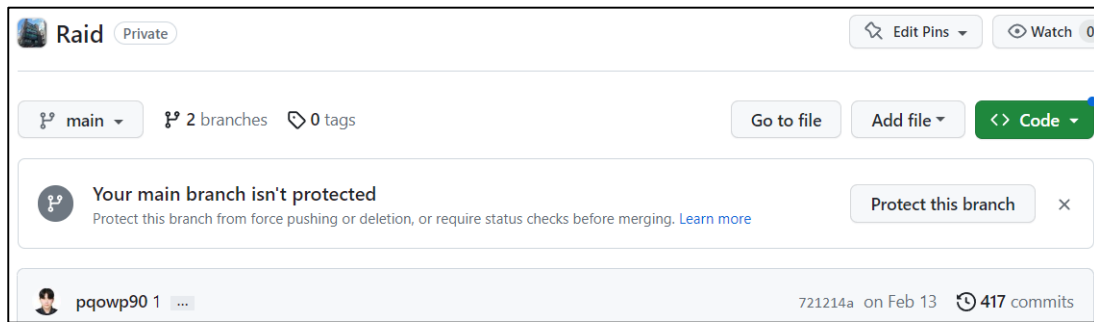 Raid Private Edit Pins Watch 0
main 2 branches 0 tags Go to file Add file <> Code
Your main branch isn't protected
Protect this branch from force pushing or deletion, or require status checks before merging. Learn more
Protect this branch
pqowp90 1 ... 721214a on Feb 13 417 commits